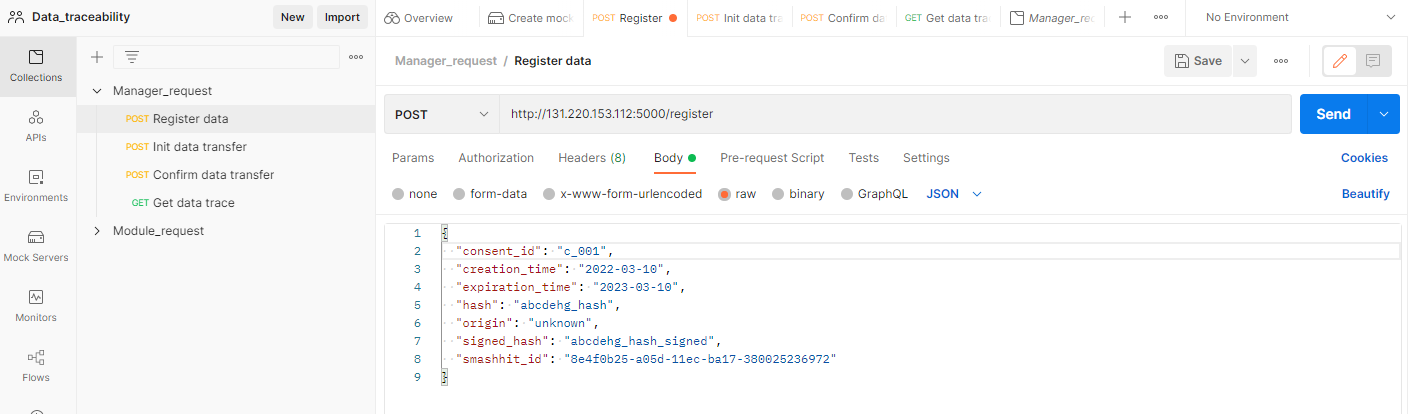 Data_traceability New Import Overview Create mock POST Register POST Init data tra POST Confirm da GET Get data tra Manager_rec No Environment
Collections
APIs
Environments
Mock Servers
Monitors
Flows
Manager_request
POST Register data
POST Init data transfer
POST Confirm data transfer
GET Get data trace
Module_request
Manager_request / Register data Save
POST http://131.220.153.112:5000/register Send
Params Authorization Headers (8) Body Pre-request Script Tests Settings Cookies
none form-data x-www-form-urlencoded raw binary GraphQL JSON Beautify
1 {
2 "consent_id": "c_001",
3 "creation_time": "2022-03-10",
4 "expiration_time": "2023-03-10",
5 "hash": "abcdehg_hash",
6 "origin": "unknown",
7 "signed_hash": "abcdehg_hash_signed",
8 "smashhit_id": "8e4f0b25-a05d-11ec-ba17-380025236972"
9 }